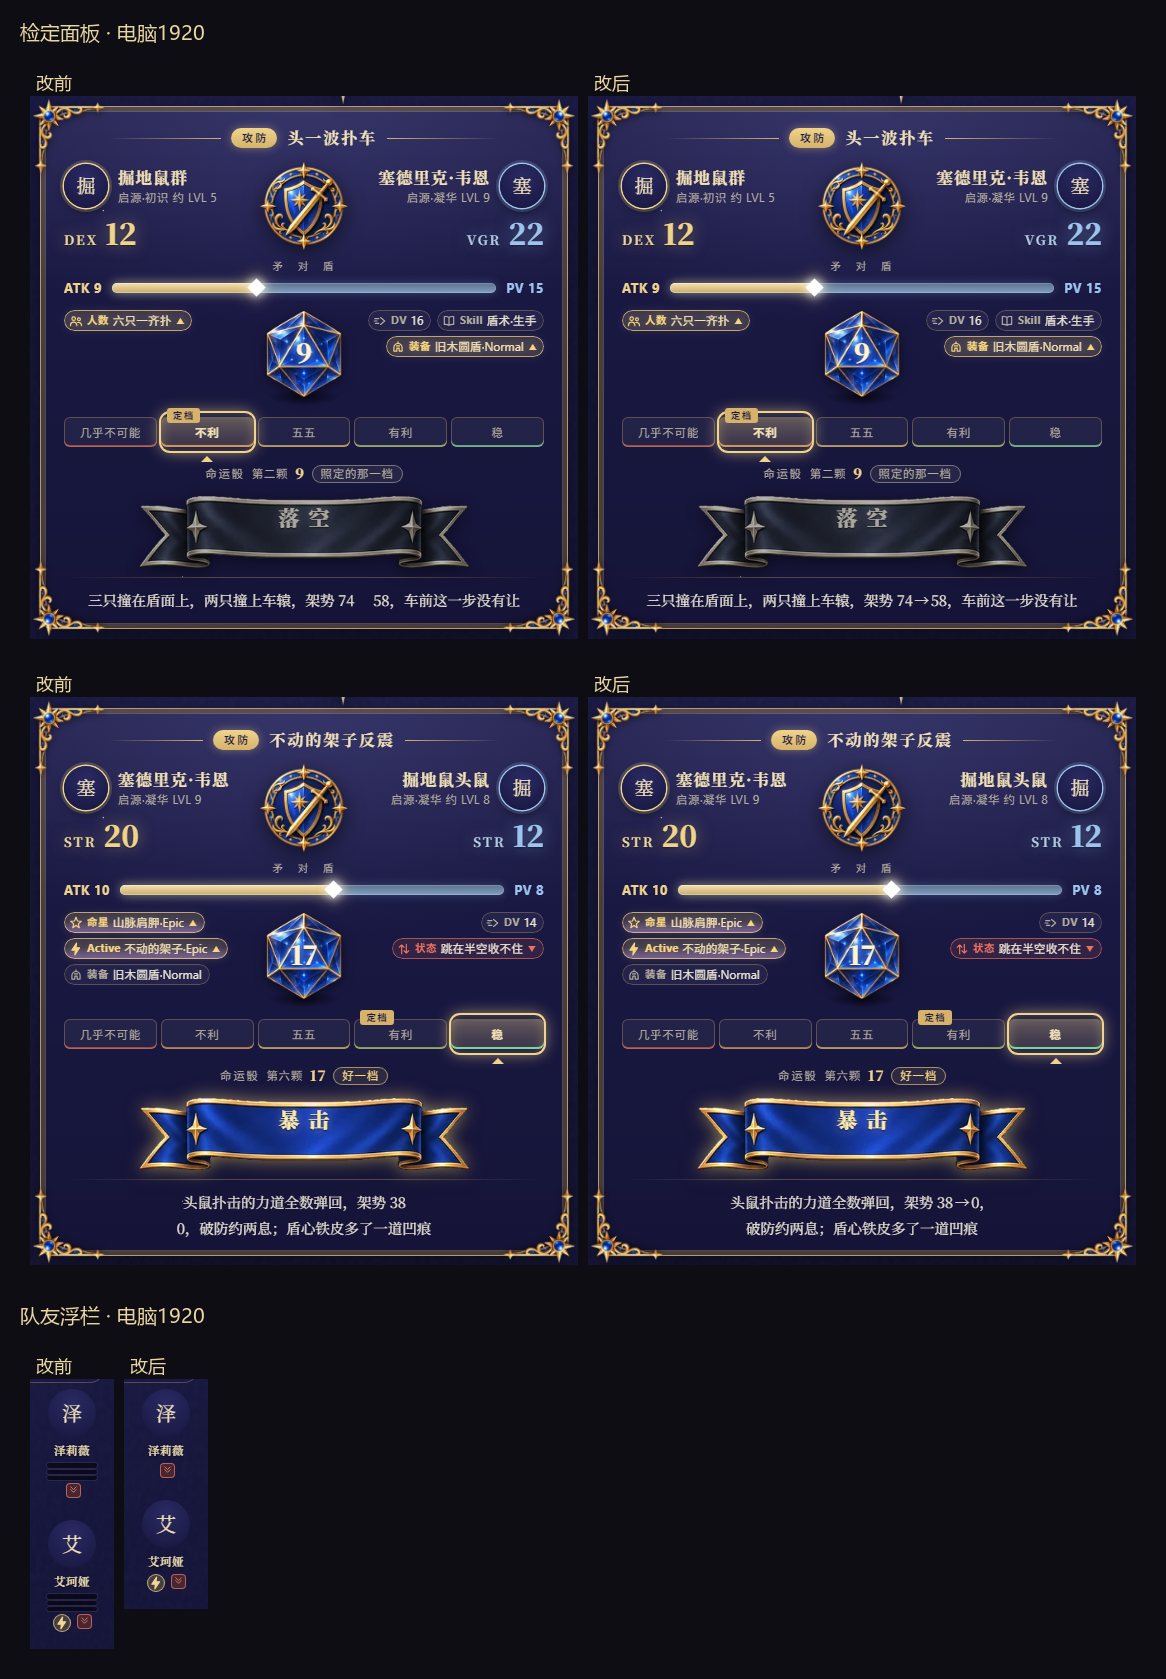 检定面板 · 电脑1920
改前
攻防 头一波扑车
掘 掘地鼠群 塞德里克·韦恩 塞
启源·初识 约 LVL 5 启源·凝华 LVL 9
DEX 12 VGR 22
矛 对 盾
ATK 9 PV 15
人数 六只一齐扑 DV 16 Skill 盾术·生手
装备 旧木圆盾·Normal
9
定档
几乎不可能 不利 五五 有利 稳
命运骰 第二颗 9 照定的那一档
落空
三只撞在盾面上，两只撞上车辕，架势 74 58，车前这一步没有让
改后
攻防 头一波扑车
掘 掘地鼠群 塞德里克·韦恩 塞
启源·初识 约 LVL 5 启源·凝华 LVL 9
DEX 12 VGR 22
矛 对 盾
ATK 9 PV 15
人数 六只一齐扑 DV 16 Skill 盾术·生手
装备 旧木圆盾·Normal
9
定档
几乎不可能 不利 五五 有利 稳
命运骰 第二颗 9 照定的那一档
落空
三只撞在盾面上，两只撞上车辕，架势 74→58，车前这一步没有让
改前
攻防 不动的架子反震
塞 塞德里克·韦恩 掘地鼠头鼠 掘
启源·凝华 LVL 9 启源·凝华 约 LVL 8
STR 20 STR 12
矛 对 盾
ATK 10 PV 8
命星 山脉肩胛·Epic DV 14
Active 不动的架子·Epic 状态 跳在半空收不住
装备 旧木圆盾·Normal
17
定档
几乎不可能 不利 五五 有利 稳
命运骰 第六颗 17 好一档
暴击
头鼠扑击的力道全数弹回，架势 38
0，破防约两息；盾心铁皮多了一道凹痕
改后
攻防 不动的架子反震
塞 塞德里克·韦恩 掘地鼠头鼠 掘
启源·凝华 LVL 9 启源·凝华 约 LVL 8
STR 20 STR 12
矛 对 盾
ATK 10 PV 8
命星 山脉肩胛·Epic DV 14
Active 不动的架子·Epic 状态 跳在半空收不住
装备 旧木圆盾·Normal
17
定档
几乎不可能 不利 五五 有利 稳
命运骰 第六颗 17 好一档
暴击
头鼠扑击的力道全数弹回，架势 38→0，
破防约两息；盾心铁皮多了一道凹痕
队友浮栏 · 电脑1920
改前
泽
泽莉薇
艾
艾珂娅
改后
泽
泽莉薇
艾
艾珂娅